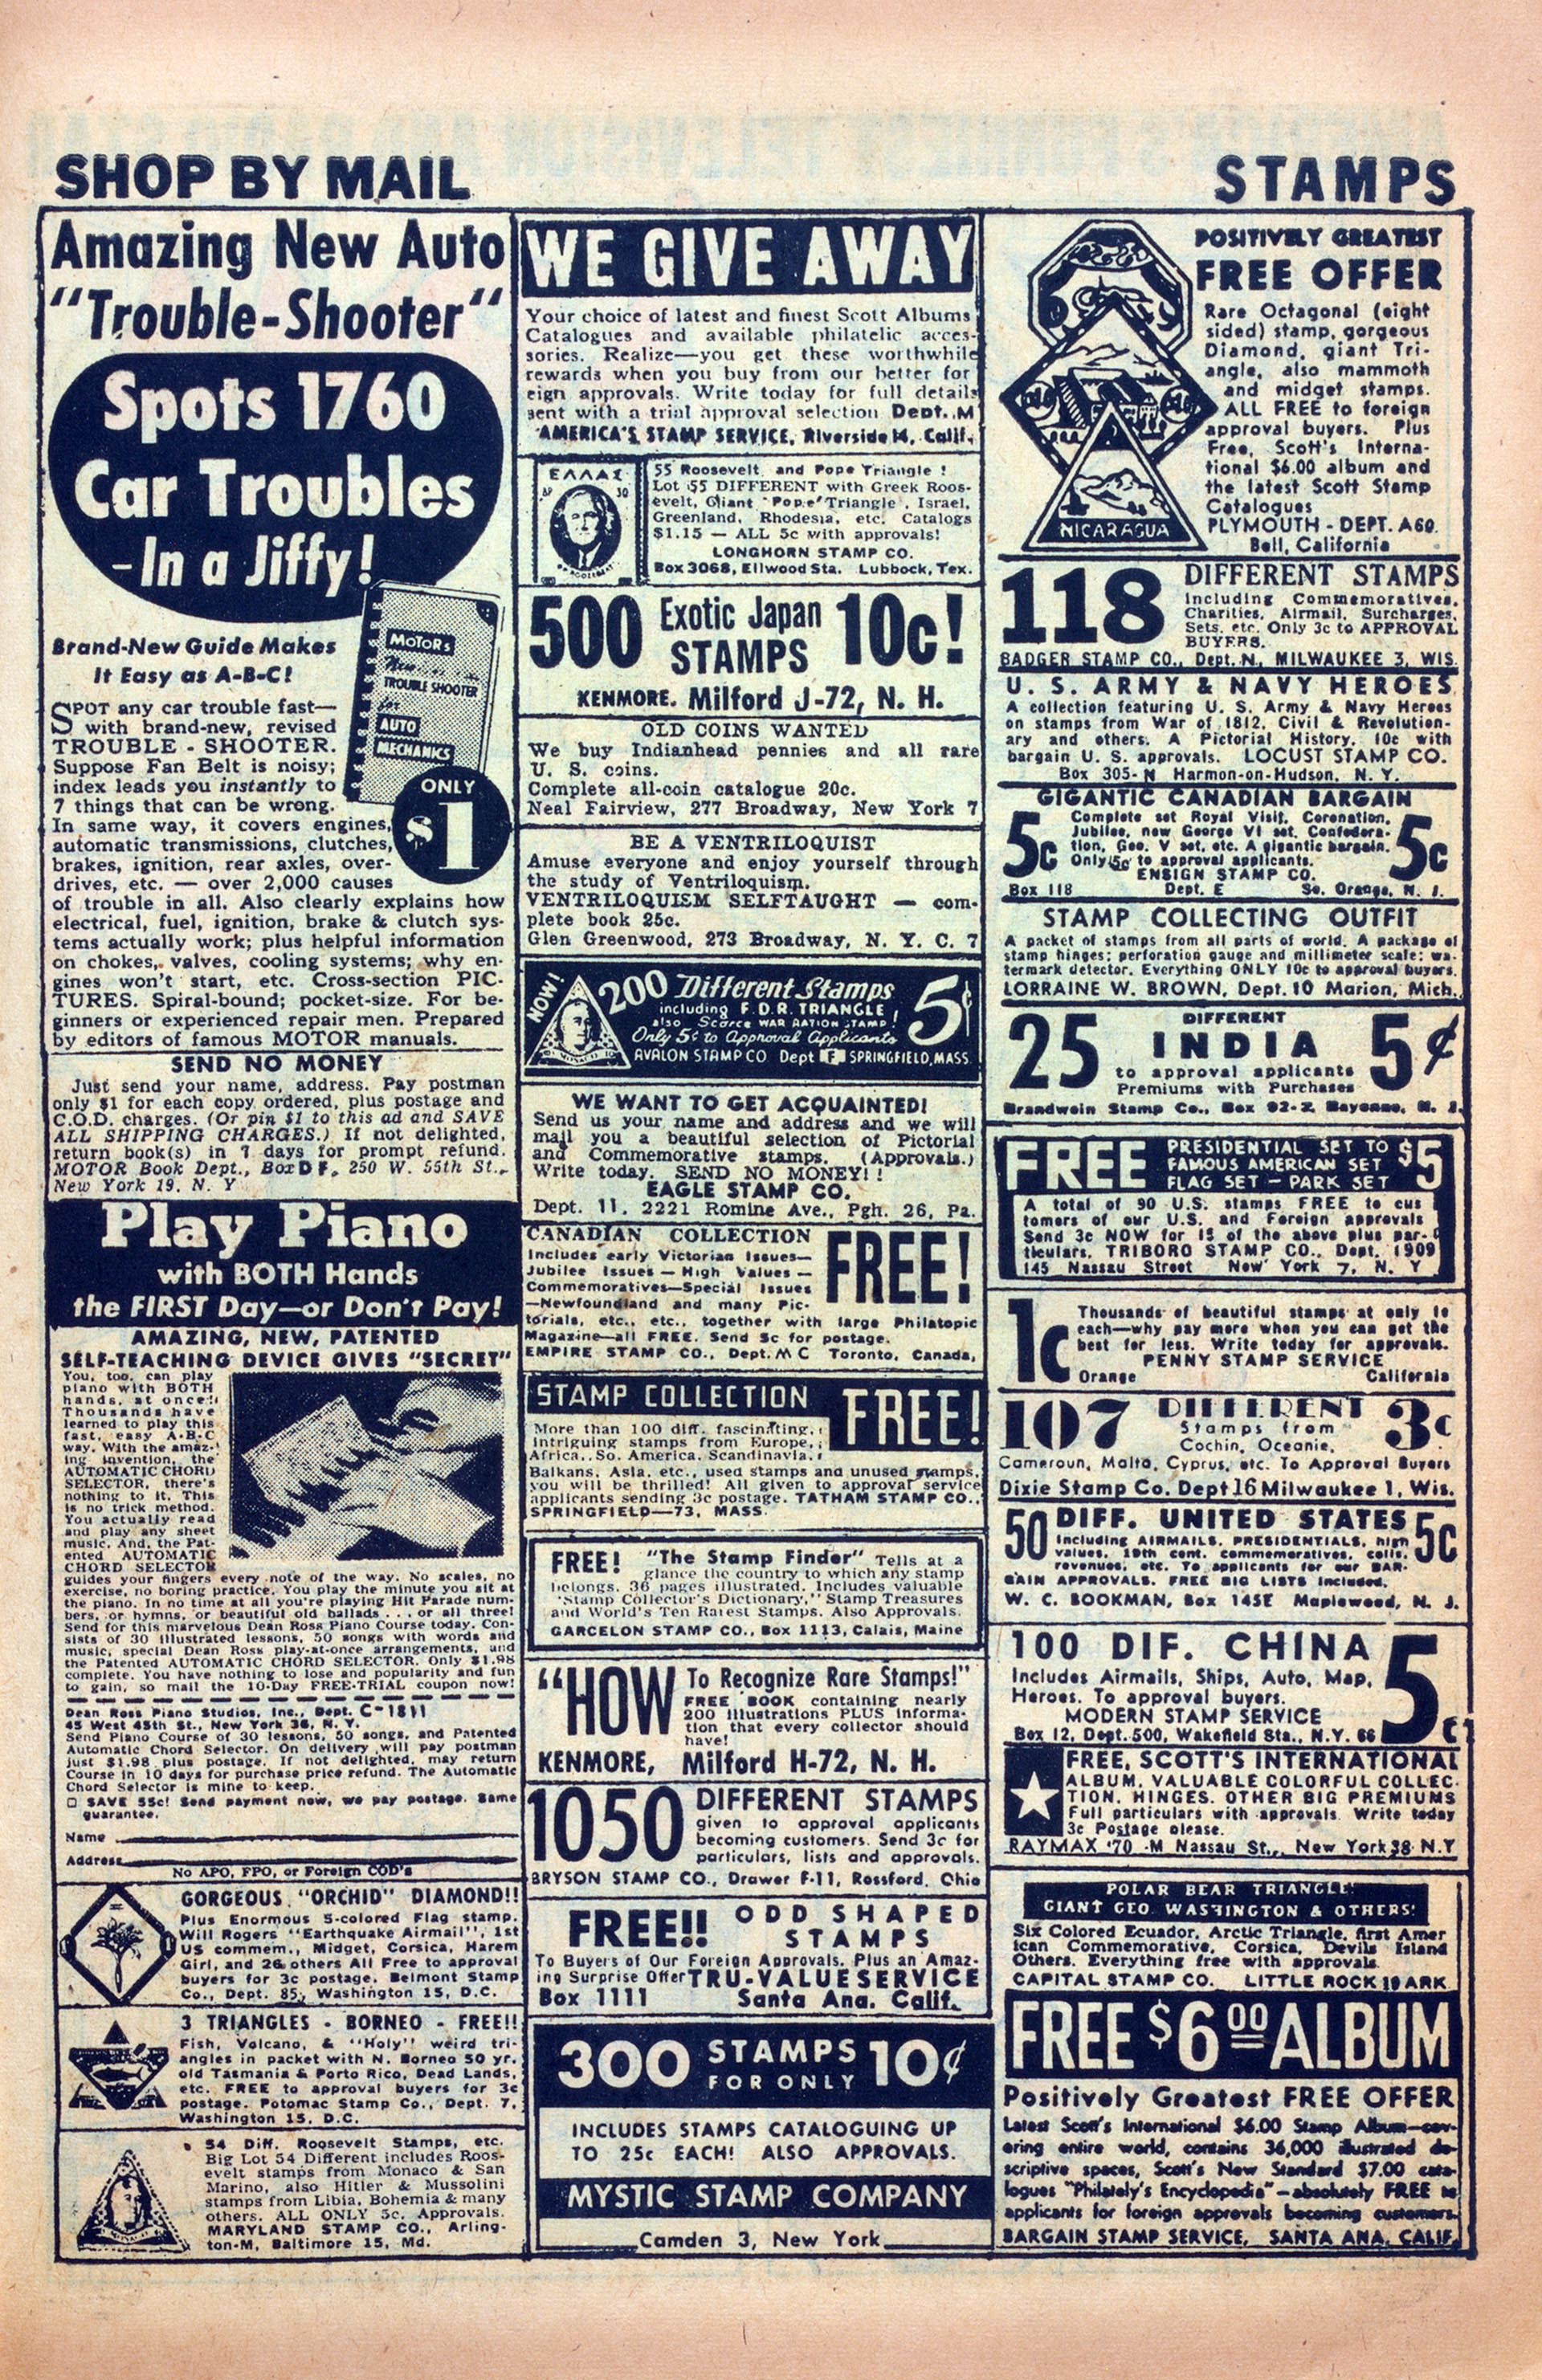 SHOP BY MAIL
STAMPS
Amazing New Auto
"Trouble-Shooter"
Spots 1760
Car Troubles
-In a Jiffy!
Brand-New Guide Makes
It Easy as A-B-C!
MoToRs
New
TROUBLE SHOOTER
for
AUTO
MECHANICS
ONLY
$1
SPOT any car trouble fast—
with brand-new, revised
TROUBLE - SHOOTER.
Suppose Fan Belt is noisy;
index leads you instantly to
7 things that can be wrong.
In same way, it covers engines,
automatic transmissions, clutches,
brakes, ignition, rear axles, over-
drives, etc. — over 2,000 causes
of trouble in all. Also clearly explains how
electrical, fuel, ignition, brake & clutch sys-
tems actually work; plus helpful information
on chokes, valves, cooling systems; why en-
gines won't start, etc. Cross-section PIC-
TURES. Spiral-bound; pocket-size. For be-
ginners or experienced repair men. Prepared
by editors of famous MOTOR manuals.
SEND NO MONEY
Just send your name, address. Pay postman
only $1 for each copy ordered, plus postage and
C.O.D. charges. (Or pin $1 to this ad and SAVE
ALL SHIPPING CHARGES.) If not delighted,
return book(s) in 7 days for prompt refund.
MOTOR Book Dept., Box DF, 250 W. 55th St.,
New York 19, N. Y
Play Piano
with BOTH Hands
the FIRST Day—or Don't Pay!
AMAZING, NEW, PATENTED
SELF-TEACHING DEVICE GIVES "SECRET"
You, too, can play
piano with BOTH
hands, at once!
Thousands have
learned to play this
fast, easy A-B-C
way. With the amaz-
ing invention, the
AUTOMATIC CHORD
SELECTOR, there's
nothing to it. This
is no trick method.
You actually read
and play any sheet
music. And, the Pat-
ented AUTOMATIC
CHORD SELECTOR
guides your fingers every note of the way. No scales, no
exercise, no boring practice. You play the minute you sit at
the piano. In no time at all you're playing Hit Parade num-
bers, or hymns, or beautiful old ballads . . . or all three!
Send for this marvelous Dean Ross Piano Course today. Con-
sists of 30 illustrated lessons, 50 songs with words and
music, special Dean Ross play-at-once arrangements, and
the Patented AUTOMATIC CHORD SELECTOR. Only $1.98
complete. You have nothing to lose and popularity and fun
to gain, so mail the 10-Day FREE-TRIAL coupon now!
Dean Ross Piano Studios, Inc., Dept. C-1811
45 West 45th St., New York 36, N. Y.
Send Piano Course of 30 lessons, 50 songs, and Patented
Automatic Chord Selector. On delivery will pay postman
just $1.98 plus postage. If not delighted, may return
Course in 10 days for purchase price refund. The Automatic
Chord Selector is mine to keep.
□ SAVE 55c! Send payment now, we pay postage. Same
guarantee.
Name
Address
No APO, FPO, or Foreign COD's
GORGEOUS "ORCHID" DIAMOND!!
Plus Enormous 5-colored Flag stamp.
Will Rogers "Earthquake Airmail", 1st
US commem., Midget, Corsica, Harem
Girl, and 26 others All Free to approval
buyers for 3c postage. Belmont Stamp
Co., Dept. 85, Washington 15, D.C.
3 TRIANGLES - BORNEO - FREE!!
Fish, Volcano, & "Holy" weird tri-
angles in packet with N. Borneo 50 yr.
old Tasmania & Porto Rico, Dead Lands,
etc. FREE to approval buyers for 3c
postage. Potomac Stamp Co., Dept. 7,
Washington 15, D.C.
54 Diff. Roosevelt Stamps, etc.
Big Lot 54 Different includes Roos-
evelt stamps from Monaco & San
Marino, also Hitler & Mussolini
stamps from Libia, Bohemia & many
others. ALL ONLY 5c. Approvals.
MARYLAND STAMP CO., Arling-
ton-M, Baltimore 15, Md.
WE GIVE AWAY
Your choice of latest and finest Scott Albums
Catalogues and available philatelic acces-
sories. Realize—you get these worthwhile
rewards when you buy from our better for
eign approvals. Write today for full details
sent with a trial approval selection Dept. M
AMERICA'S STAMP SERVICE, Riverside 14, Calif.
ΕΛΛΑΣ
ΔΡ 30
55 Roosevelt and Pope Triangle !
Lot 55 DIFFERENT with Greek Roos-
evelt, Giant "Pope" Triangle, Israel,
Greenland, Rhodesia, etc. Catalogs
$1.15 — ALL 5c with approvals!
LONGHORN STAMP CO.
Box 3068, Ellwood Sta. Lubbock, Tex.
500 Exotic Japan STAMPS 10c!
KENMORE, Milford J-72, N. H.
OLD COINS WANTED
We buy Indianhead pennies and all rare
U. S. coins.
Complete all-coin catalogue 20c.
Neal Fairview, 277 Broadway, New York 7
BE A VENTRILOQUIST
Amuse everyone and enjoy yourself through
the study of Ventriloquism.
VENTRILOQUISM SELFTAUGHT — com-
plete book 25c.
Glen Greenwood, 273 Broadway, N. Y. C. 7
NOW!
200 Different Stamps 5¢
including F.D.R. TRIANGLE!
also Scarce WAR RATION STAMP!
Only 5¢ to Approval Applicants
AVALON STAMP CO Dept F SPRINGFIELD, MASS.
WE WANT TO GET ACQUAINTED!
Send us your name and address and we will
mail you a beautiful selection of Pictorial
and Commemorative stamps. (Approvals.)
Write today. SEND NO MONEY!!
EAGLE STAMP CO.
Dept. 11, 2221 Romine Ave., Pgh. 26, Pa.
CANADIAN COLLECTION FREE!
Includes early Victorian Issues—
Jubilee Issues — High Values —
Commemoratives—Special Issues
—Newfoundland and many Pic-
torials, etc., etc., together with large Philatopic
Magazine—all FREE. Send 5c for postage.
EMPIRE STAMP CO., Dept. MC Toronto, Canada,
STAMP COLLECTION FREE!
More than 100 diff. fascinating,
intriguing stamps from Europe,
Africa, So. America, Scandinavia,
Balkans, Asia, etc., used stamps and unused stamps,
you will be thrilled! All given to approval service
applicants sending 3c postage. TATHAM STAMP CO.,
SPRINGFIELD—73, MASS.
FREE! "The Stamp Finder" Tells at a
glance the country to which any stamp
belongs. 36 pages illustrated. Includes valuable
"Stamp Collector's Dictionary," Stamp Treasures
and World's Ten Rarest Stamps. Also Approvals.
GARCELON STAMP CO., Box 1113, Calais, Maine
"HOW To Recognize Rare Stamps!"
FREE BOOK containing nearly
200 illustrations PLUS informa-
tion that every collector should
have!
KENMORE, Milford H-72, N. H.
1050 DIFFERENT STAMPS
given to approval applicants
becoming customers. Send 3c for
particulars, lists and approvals.
BRYSON STAMP CO., Drawer F-11, Rossford, Ohio
FREE!! ODD SHAPED
STAMPS
To Buyers of Our Foreign Approvals. Plus an Amaz-
ing Surprise Offer TRU-VALUE SERVICE
Box 1111 Santa Ana, Calif.
300 STAMPS FOR ONLY 10¢
INCLUDES STAMPS CATALOGUING UP
TO 25c EACH! ALSO APPROVALS.
MYSTIC STAMP COMPANY
Camden 3, New York
NICARAGUA
POSITIVELY GREATEST
FREE OFFER
Rare Octagonal (eight
sided) stamp, gorgeous
Diamond, giant Tri-
angle, also mammoth
and midget stamps.
ALL FREE to foreign
approval buyers. Plus
Free, Scott's Interna-
tional $6.00 album and
the latest Scott Stamp
Catalogues
PLYMOUTH - DEPT. A60,
Bell, California
118 DIFFERENT STAMPS
Including Commemoratives,
Charities, Airmail, Surcharges,
Sets, etc. Only 3c to APPROVAL
BUYERS.
BADGER STAMP CO., Dept. N, MILWAUKEE 3, WIS.
U. S. ARMY & NAVY HEROES
A collection featuring U. S. Army & Navy Heroes
on stamps from War of 1812, Civil & Revolution-
ary and others. A Pictorial History, 10c with
bargain U. S. approvals. LOCUST STAMP CO.
Box 305-N Harmon-on-Hudson, N. Y.
GIGANTIC CANADIAN BARGAIN
5c Complete set Royal Visit, Coronation, 5c
Jubilee, new George VI set, Confedera-
tion, Geo. V set, etc. A gigantic bargain.
Only 5c to approval applicants.
ENSIGN STAMP CO.
Box 118 Dept. E So. Orange, N. J.
STAMP COLLECTING OUTFIT
A packet of stamps from all parts of world. A package of
stamp hinges; perforation gauge and millimeter scale; wa-
termark detector. Everything ONLY 10c to approval buyers.
LORRAINE W. BROWN, Dept. 10 Marion, Mich.
25 DIFFERENT INDIA 5¢
to approval applicants
Premiums with Purchases
Brandwein Stamp Co., Box 92-Z, Bayonne, N. J.
FREE PRESIDENTIAL SET TO $5
FAMOUS AMERICAN SET
FLAG SET — PARK SET
A total of 90 U.S. stamps FREE to cus
tomers of our U.S. and Foreign approvals
Send 3c NOW for 15 of the above plus par-
ticulars. TRIBORO STAMP CO., Dept. 1909
145 Nassau Street New York 7, N. Y
1c Thousands of beautiful stamps at only 1c
each—why pay more when you can get the
best for less. Write today for approvals.
PENNY STAMP SERVICE
Orange California
107 DIFFERENT 3c
Stamps from
Cochin, Oceanie,
Cameroun, Malta, Cyprus, etc. To Approval Buyers
Dixie Stamp Co. Dept 16 Milwaukee 1, Wis.
50 DIFF. UNITED STATES 5c
Including AIRMAILS, PRESIDENTIALS, high
values, 19th cent. commemoratives, coils,
revenues, etc. To applicants for our BAR-
GAIN APPROVALS. FREE BIG LISTS included.
W. C. BOOKMAN, Box 145E Maplewood, N. J.
100 DIF. CHINA 5c
Includes Airmails, Ships, Auto, Map,
Heroes. To approval buyers.
MODERN STAMP SERVICE
Box 12, Dept. 500, Wakefield Sta., N.Y. 66
FREE, SCOTT'S INTERNATIONAL
ALBUM, VALUABLE COLORFUL COLLEC-
TION, HINGES. OTHER BIG PREMIUMS
Full particulars with approvals. Write today
3c Postage please.
RAYMAX 70-M Nassau St., New York 38 N.Y
POLAR BEAR TRIANGLE!
GIANT GEO. WASHINGTON & OTHERS!
Six Colored Ecuador, Arctic Triangle, first Amer
ican Commemorative, Corsica, Devils Island
Others. Everything free with approvals.
CAPITAL STAMP CO. LITTLE ROCK 10 ARK
FREE $6.00 ALBUM
Positively Greatest FREE OFFER
Latest Scott's International $6.00 Stamp Album—cov-
ering entire world, contains 36,000 illustrated de-
scriptive spaces, Scott's New Standard $7.00 cata-
logues "Philately's Encyclopedia"—absolutely FREE to
applicants for foreign approvals becoming customers.
BARGAIN STAMP SERVICE, SANTA ANA, CALIF.